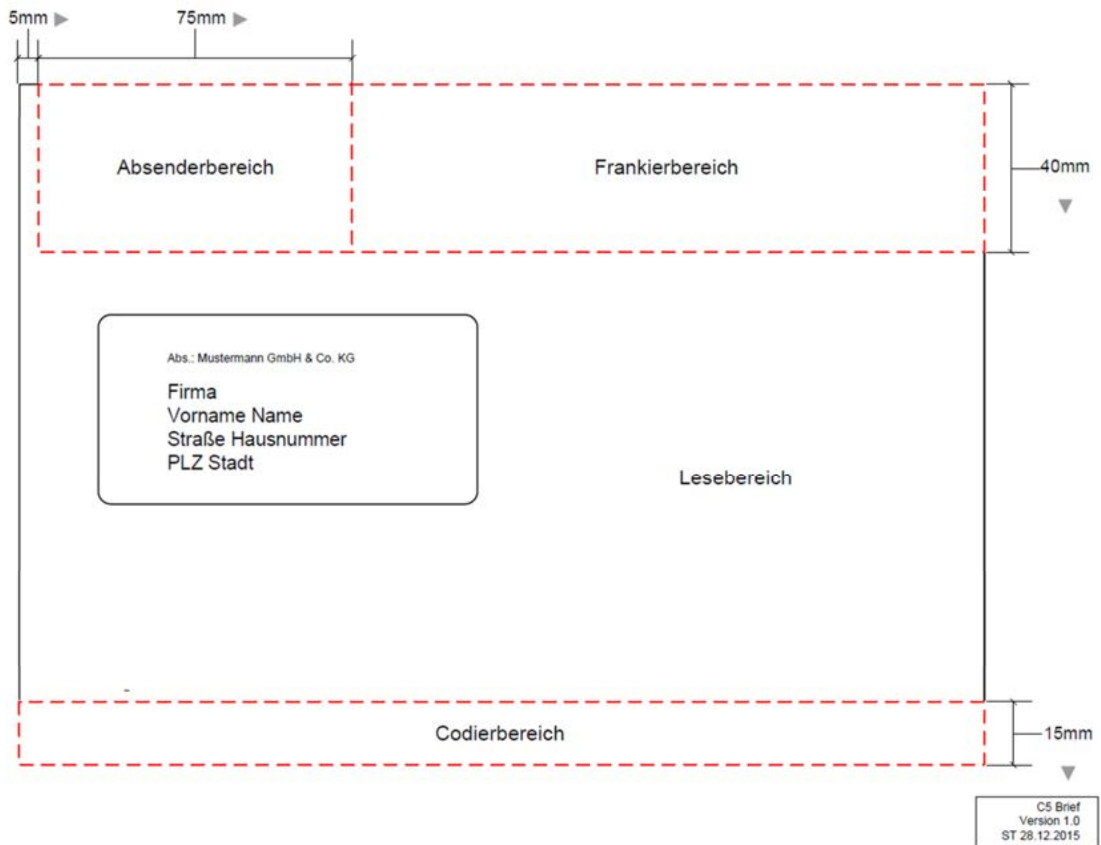 5mm
75mm
Absenderbereich
Frankierbereich
40mm
Abs.: Mustermann GmbH & Co. KG
Firma
Vorname Name
Straße Hausnummer
PLZ Stadt
Lesebereich
Codierbereich
15mm
C5 Brief
Version 1.0
ST 28.12.2015